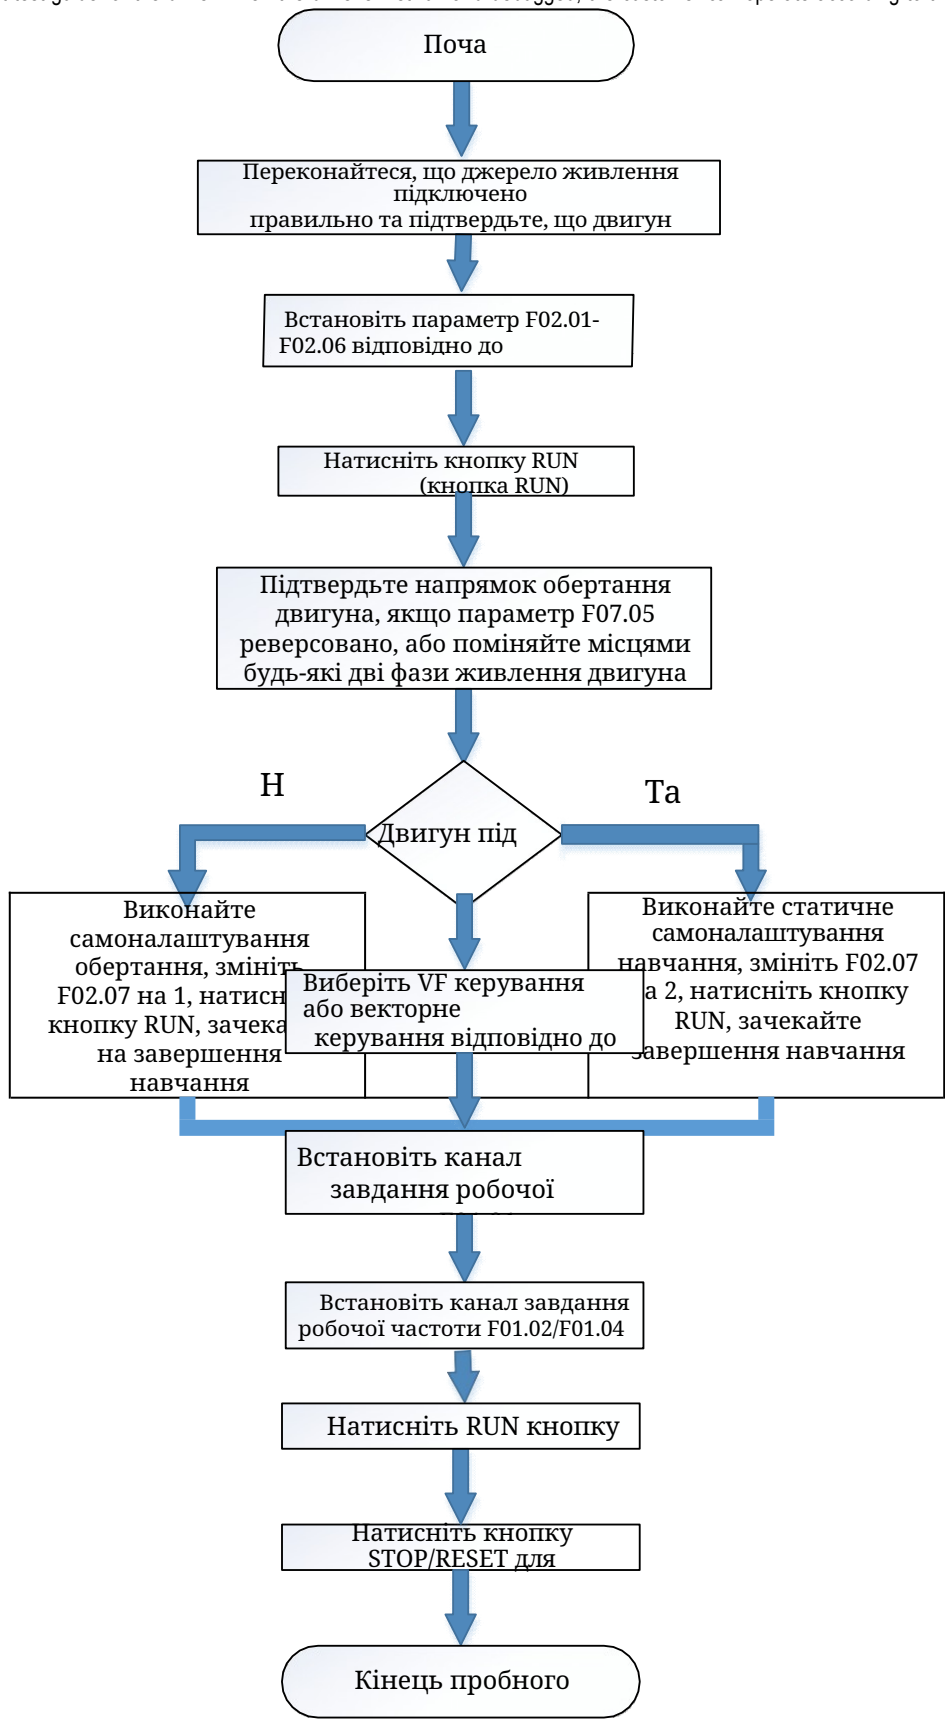 Поча
Переконайтеся, що джерело живлення
підключено
правильно та підтвердьте, що двигун
Встановіть параметр F02.01-
F02.06 відповідно до
Натисніть кнопку RUN
(кнопка RUN)
Підтвердьте напрямок обертання
двигуна, якщо параметр F07.05
реверсовано, або поміняйте місцями
будь-які дві фази живлення двигуна
Н
Та
Двигун під
Виконайте
самоналаштування
обертання, змініть
F02.07 на 1, натисн
кнопку RUN, зачека
на завершення
навчання
Виберіть VF керування
або векторне
керування відповідно до
Виконайте статичне
самоналаштування
навчання, змініть F02.07
а 2, натисніть кнопку
RUN, зачекайте
завершення навчання
Встановіть канал
завдання робочої
Встановіть канал завдання
робочої частоти F01.02/F01.04
Натисніть RUN кнопку
Натисніть кнопку
STOP/RESET для
Кінець пробного